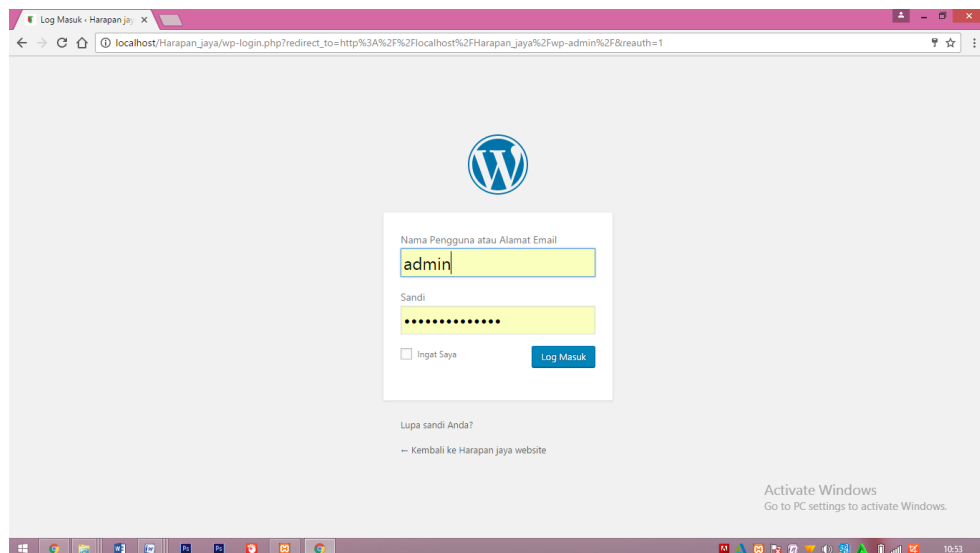 Log Masuk ‹ Harapan jay
localhost/Harapan_jaya/wp-login.php?redirect_to=http%3A%2F%2Flocalhost%2FHarapan_jaya%2Fwp-admin%2F&reauth=1
Nama Pengguna atau Alamat Email
admin
Sandi
Ingat Saya
Log Masuk
Lupa sandi Anda?
← Kembali ke Harapan jaya website
Activate Windows
Go to PC settings to activate Windows.
10:53